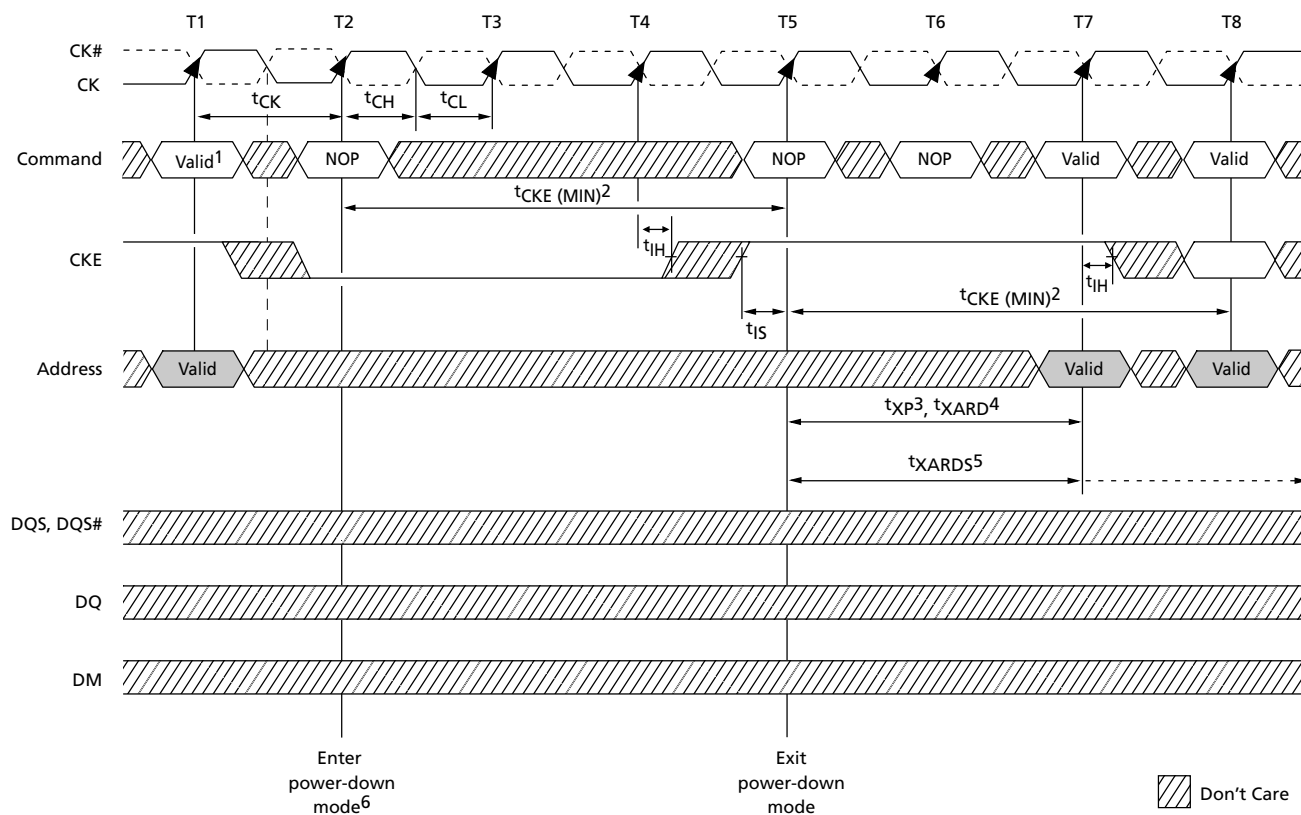 T1 T2 T3 T4 T5 T6 T7 T8
CK#
CK
tCK tCH tCL
Command Valid1 NOP NOP NOP Valid Valid
tCKE (MIN)2
tIH
CKE
tIH
tCKE (MIN)2
tIS
Address Valid Valid Valid
tXP3, tXARD4
tXARDS5
DQS, DQS#
DQ
DM
Enter
power-down
mode6
Exit
power-down
mode
Don't Care